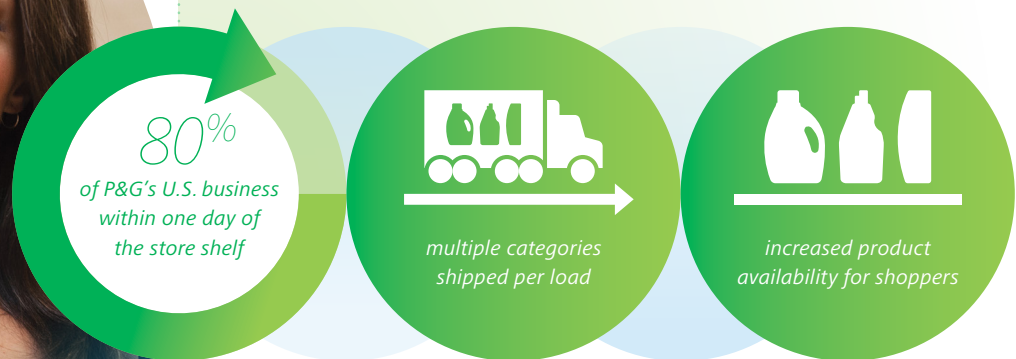 80%
of P&G's U.S. business
within one day of
the store shelf
multiple categories
shipped per load
increased product
availability for shoppers